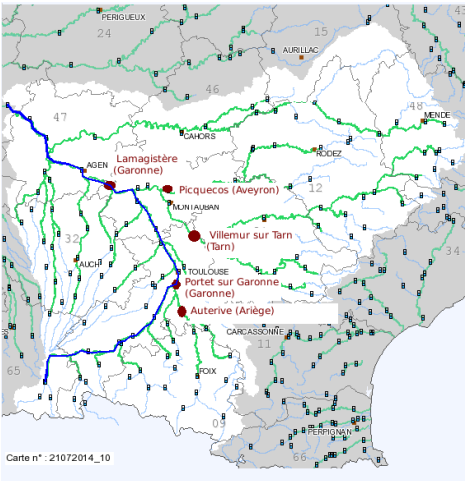 PERIGUEUX
24
15
AURILLAC
46
47
48
MENDE
CAHORS
Lamagistère
(Garonne)
AGEN
RODEZ
Picquecos (Aveyron)
12
MONTAUBAN
Villemur sur Tarn
(Tarn)
32
AUCH
34
TOULOUSE
Portet sur Garonne
(Garonne)
Auterive (Ariège)
CARCASSONNE
11
65
FOIX
09
PERPIGNAN
66
Carte n° : 21072014_10